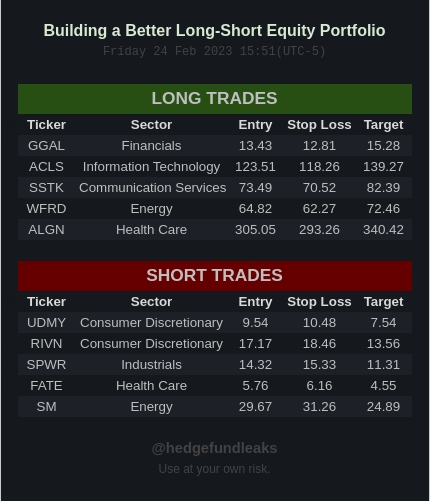 Building a Better Long-Short Equity Portfolio
Friday 24 Feb 2023 15:51(UTC-5)
LONG TRADES
Ticker Sector Entry Stop Loss Target
GGAL Financials 13.43 12.81 15.28
ACLS Information Technology 123.51 118.26 139.27
SSTK Communication Services 73.49 70.52 82.39
WFRD Energy 64.82 62.27 72.46
ALGN Health Care 305.05 293.26 340.42
SHORT TRADES
Ticker Sector Entry Stop Loss Target
UDMY Consumer Discretionary 9.54 10.48 7.54
RIVN Consumer Discretionary 17.17 18.46 13.56
SPWR Industrials 14.32 15.33 11.31
FATE Health Care 5.76 6.16 4.55
SM Energy 29.67 31.26 24.89
@hedgefundleaks
Use at your own risk.